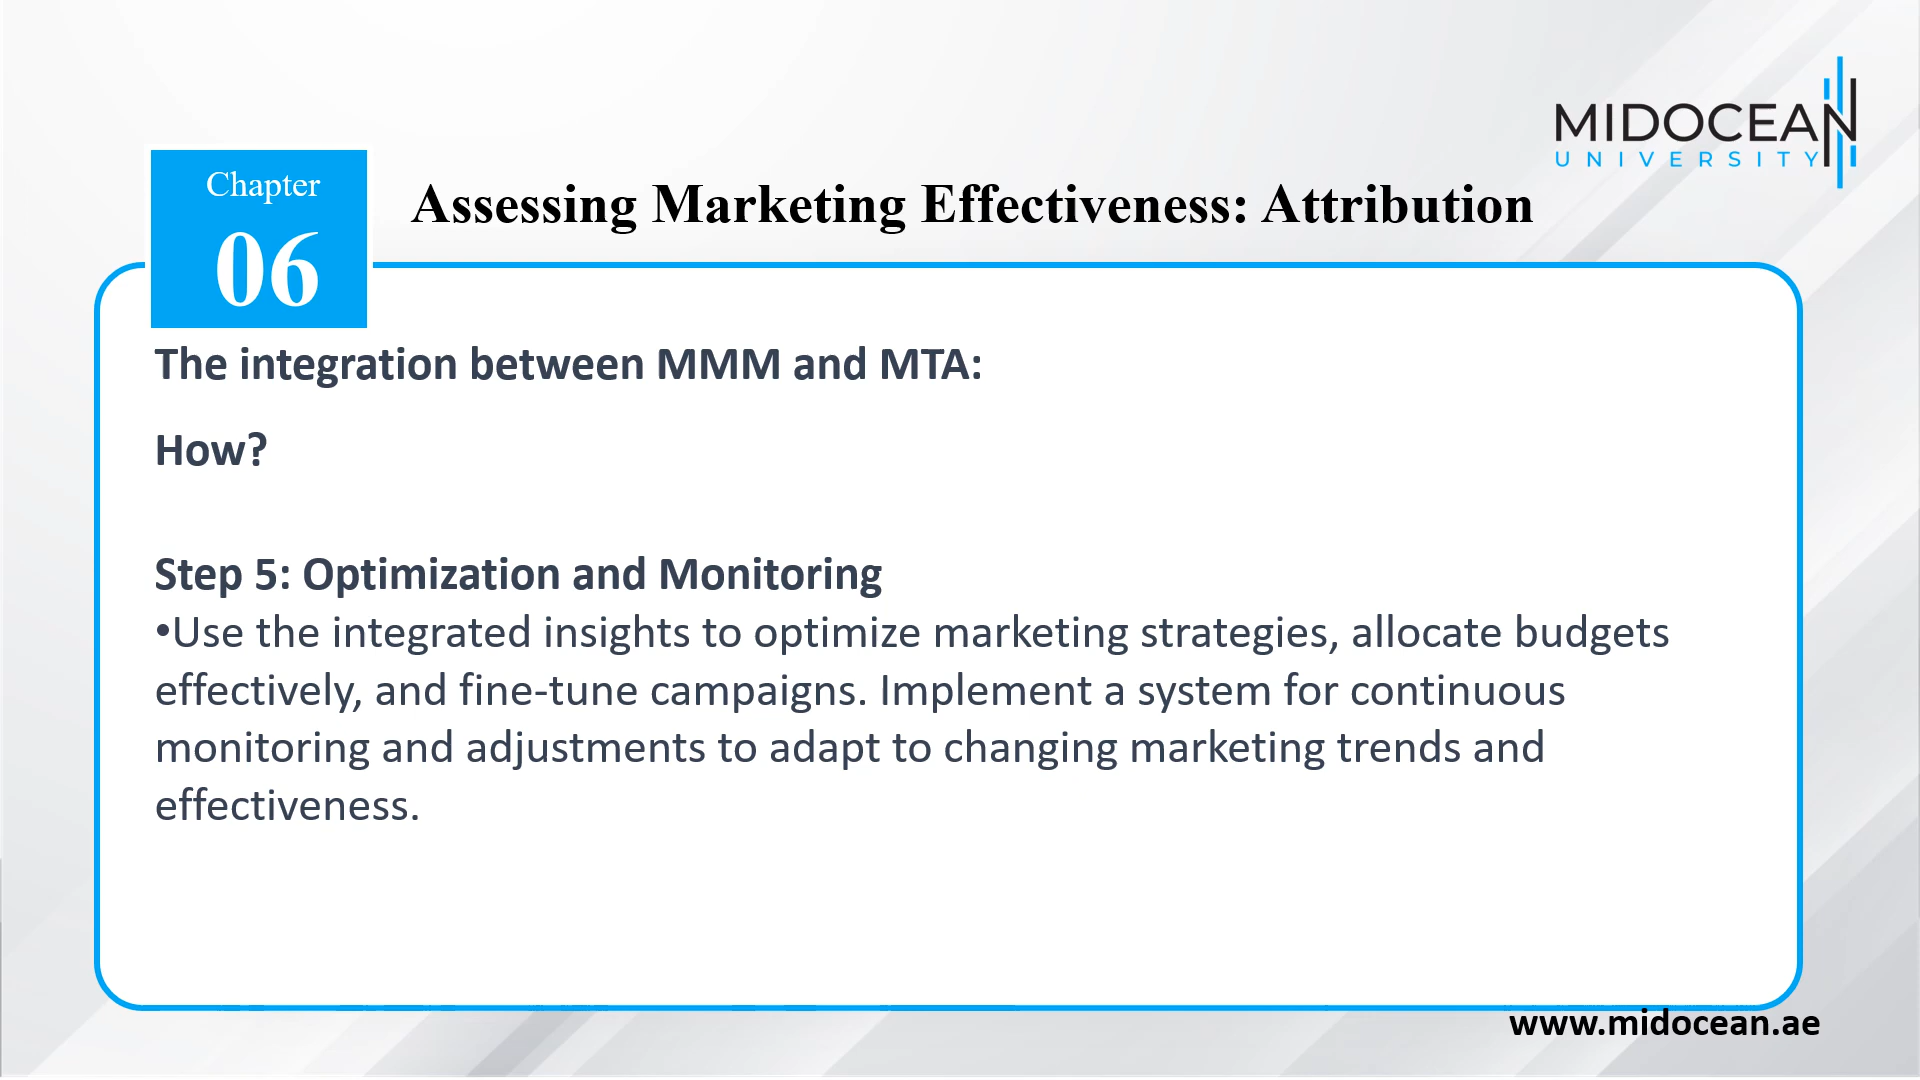 MIDOCEAN
UNIVERSITY
Chapter
06
Assessing Marketing Effectiveness: Attribution
The integration between MMM and MTA:
How?
Step 5: Optimization and Monitoring
•Use the integrated insights to optimize marketing strategies, allocate budgets
effectively, and fine-tune campaigns. Implement a system for continuous
monitoring and adjustments to adapt to changing marketing trends and
effectiveness.
www.midocean.ae